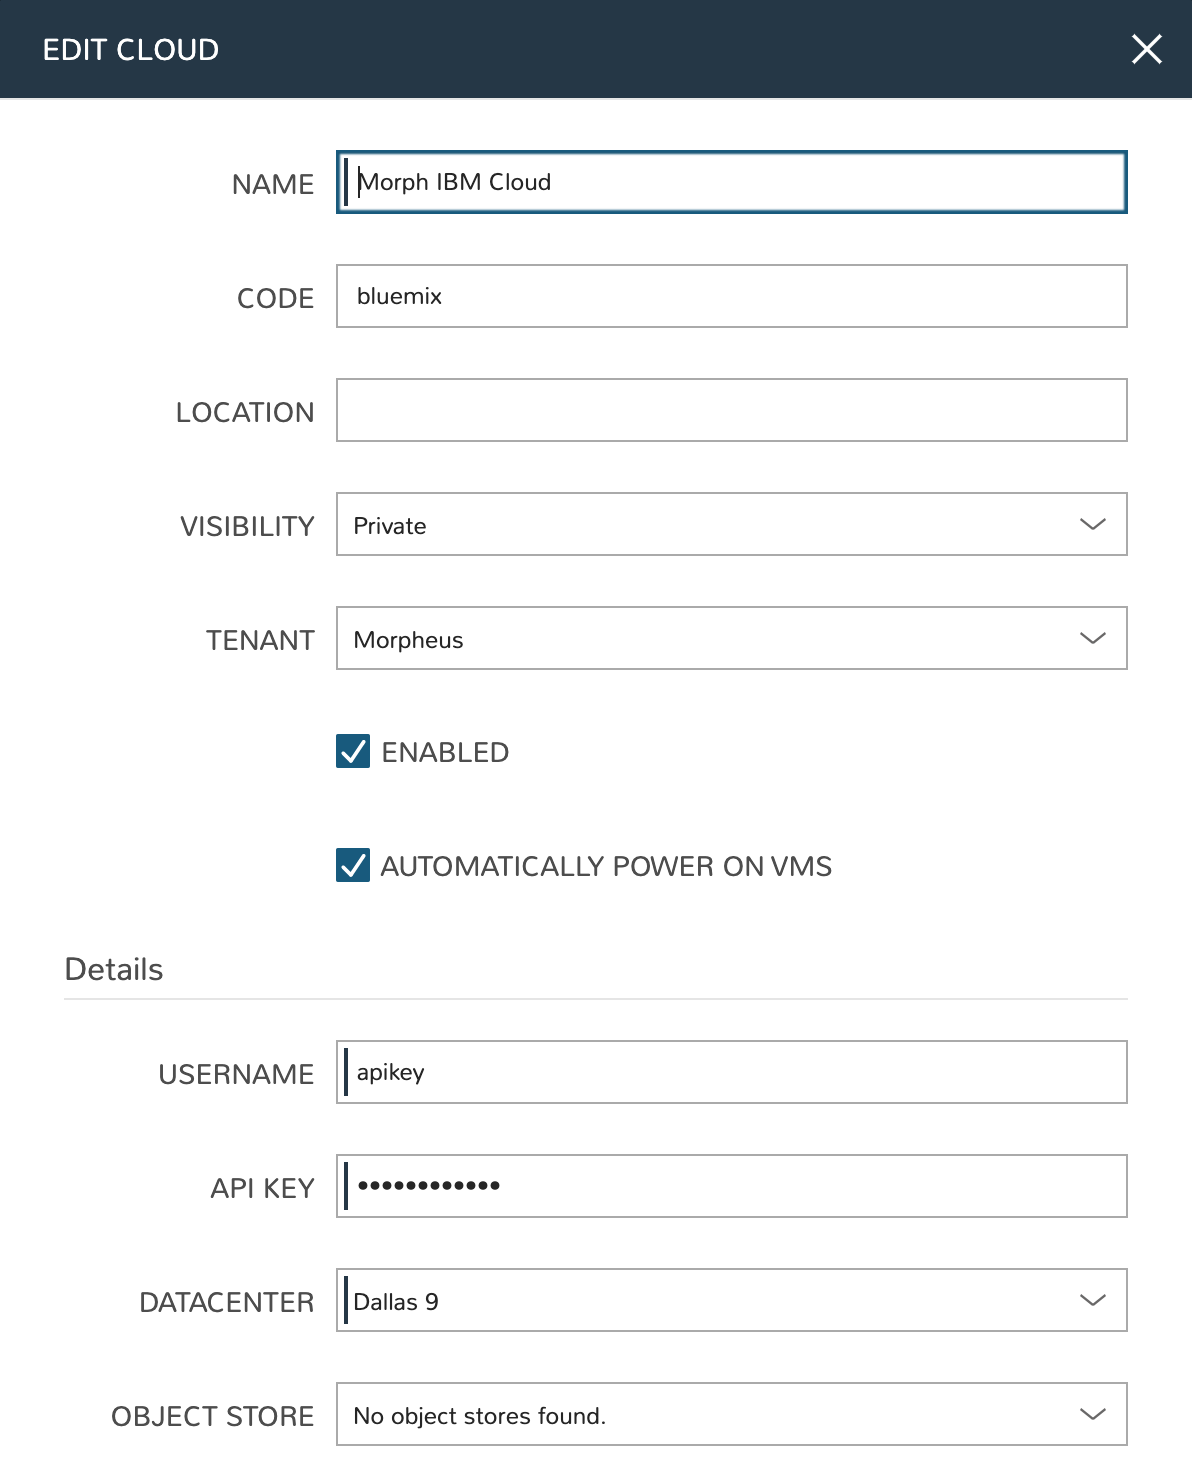 EDIT CLOUD
NAME Morph IBM Cloud
CODE bluemix
LOCATION
VISIBILITY Private
TENANT Morpheus
ENABLED
AUTOMATICALLY POWER ON VMS
Details
USERNAME apikey
API KEY ••••••••••••
DATACENTER Dallas 9
OBJECT STORE No object stores found.